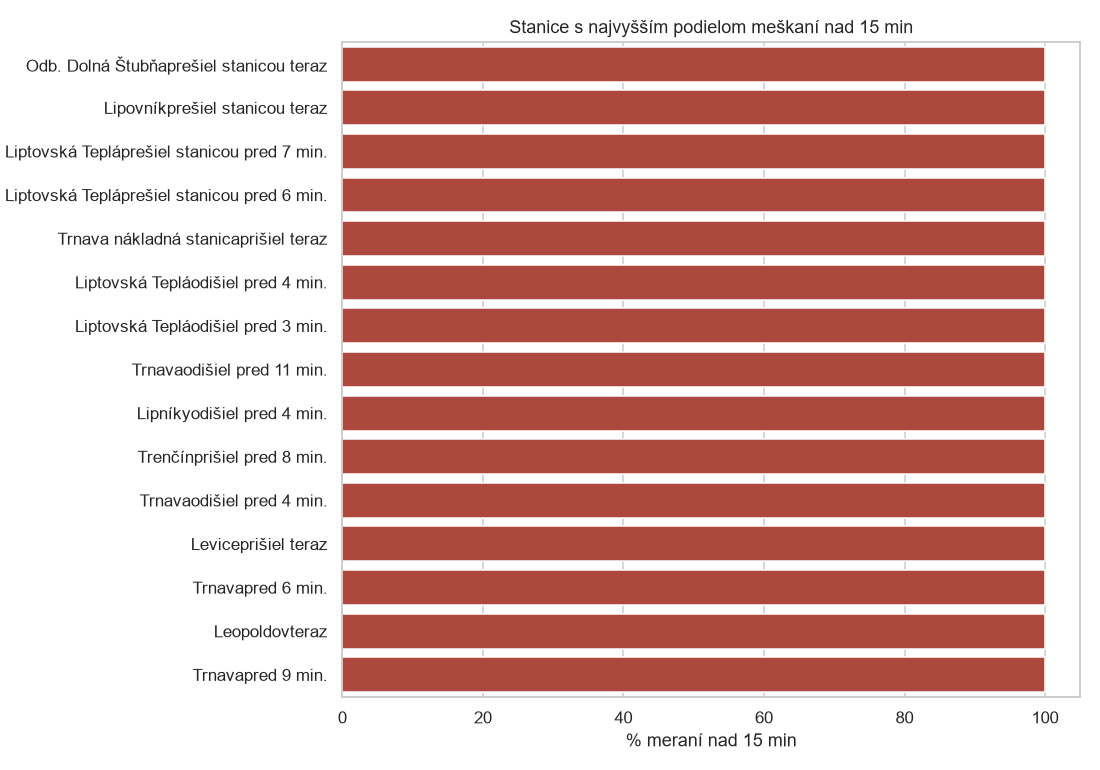 Stanice s najvyšším podielom meškaní nad 15 min
Odb. Dolná Štubňaprešiel stanicou teraz
Lipovníkprešiel stanicou teraz
Liptovská Tepláprešiel stanicou pred 7 min.
Liptovská Tepláprešiel stanicou pred 6 min.
Trnava nákladná stanicaprišiel teraz
Liptovská Tepláodišiel pred 4 min.
Liptovská Tepláodišiel pred 3 min.
Trnavaodišiel pred 11 min.
Lipníkyodišiel pred 4 min.
Trenčínprišiel pred 8 min.
Trnavaodišiel pred 4 min.
Leviceprišiel teraz
Trnavapred 6 min.
Leopoldovteraz
Trnavapred 9 min.
0 20 40 60 80 100
% meraní nad 15 min